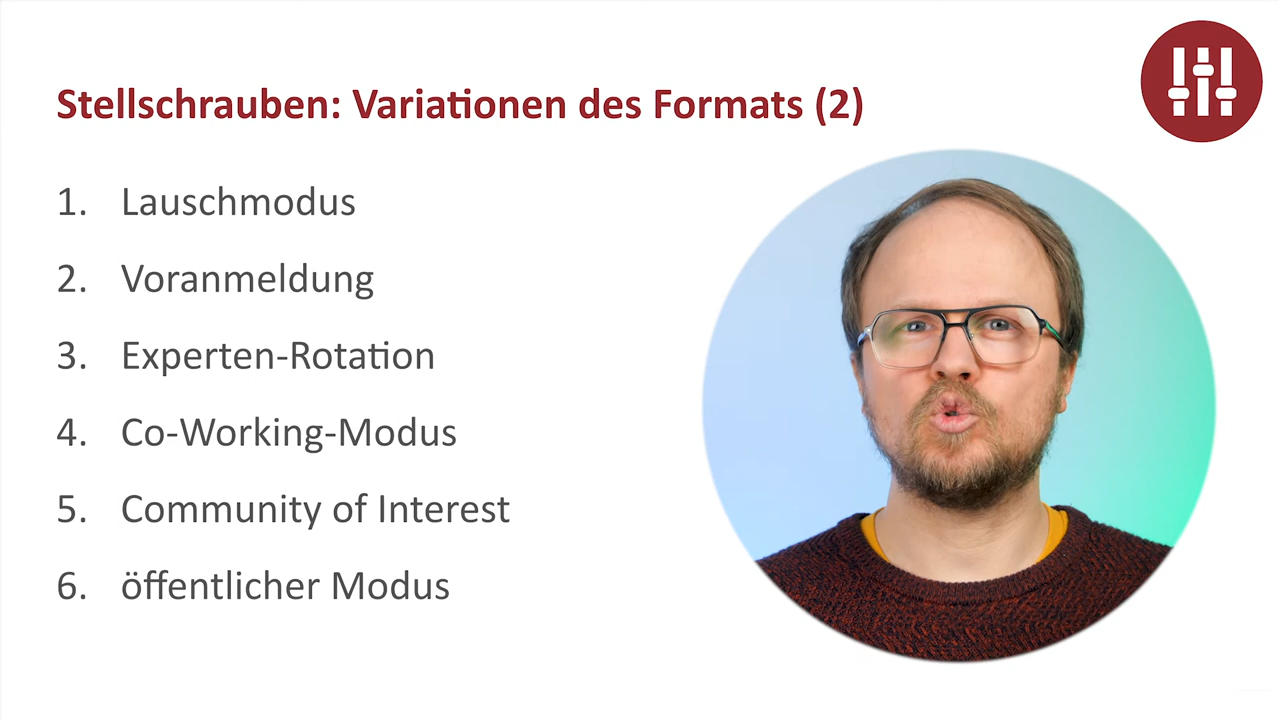 Stellschrauben: Variationen des Formats (2)
1. Lauschmodus
2. Voranmeldung
3. Experten-Rotation
4. Co-Working-Modus
5. Community of Interest
6. öffentlicher Modus